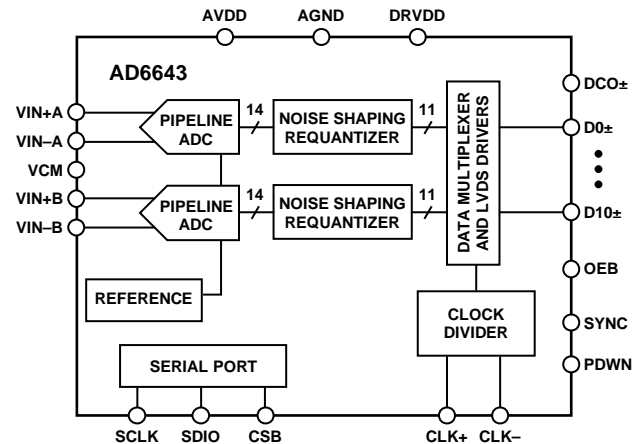 AVDD AGND DRVDD
AD6643
VIN+A
VIN–A
VCM
VIN+B
VIN–B
PIPELINE
ADC
14
NOISE SHAPING
REQUANTIZER
11
PIPELINE
ADC
14
NOISE SHAPING
REQUANTIZER
11
DATA MULTIPLEXER
AND LVDS DRIVERS
DCO±
D0±
D10±
OEB
SYNC
PDWN
REFERENCE
CLOCK
DIVIDER
SERIAL PORT
SCLK SDIO CSB CLK+ CLK–